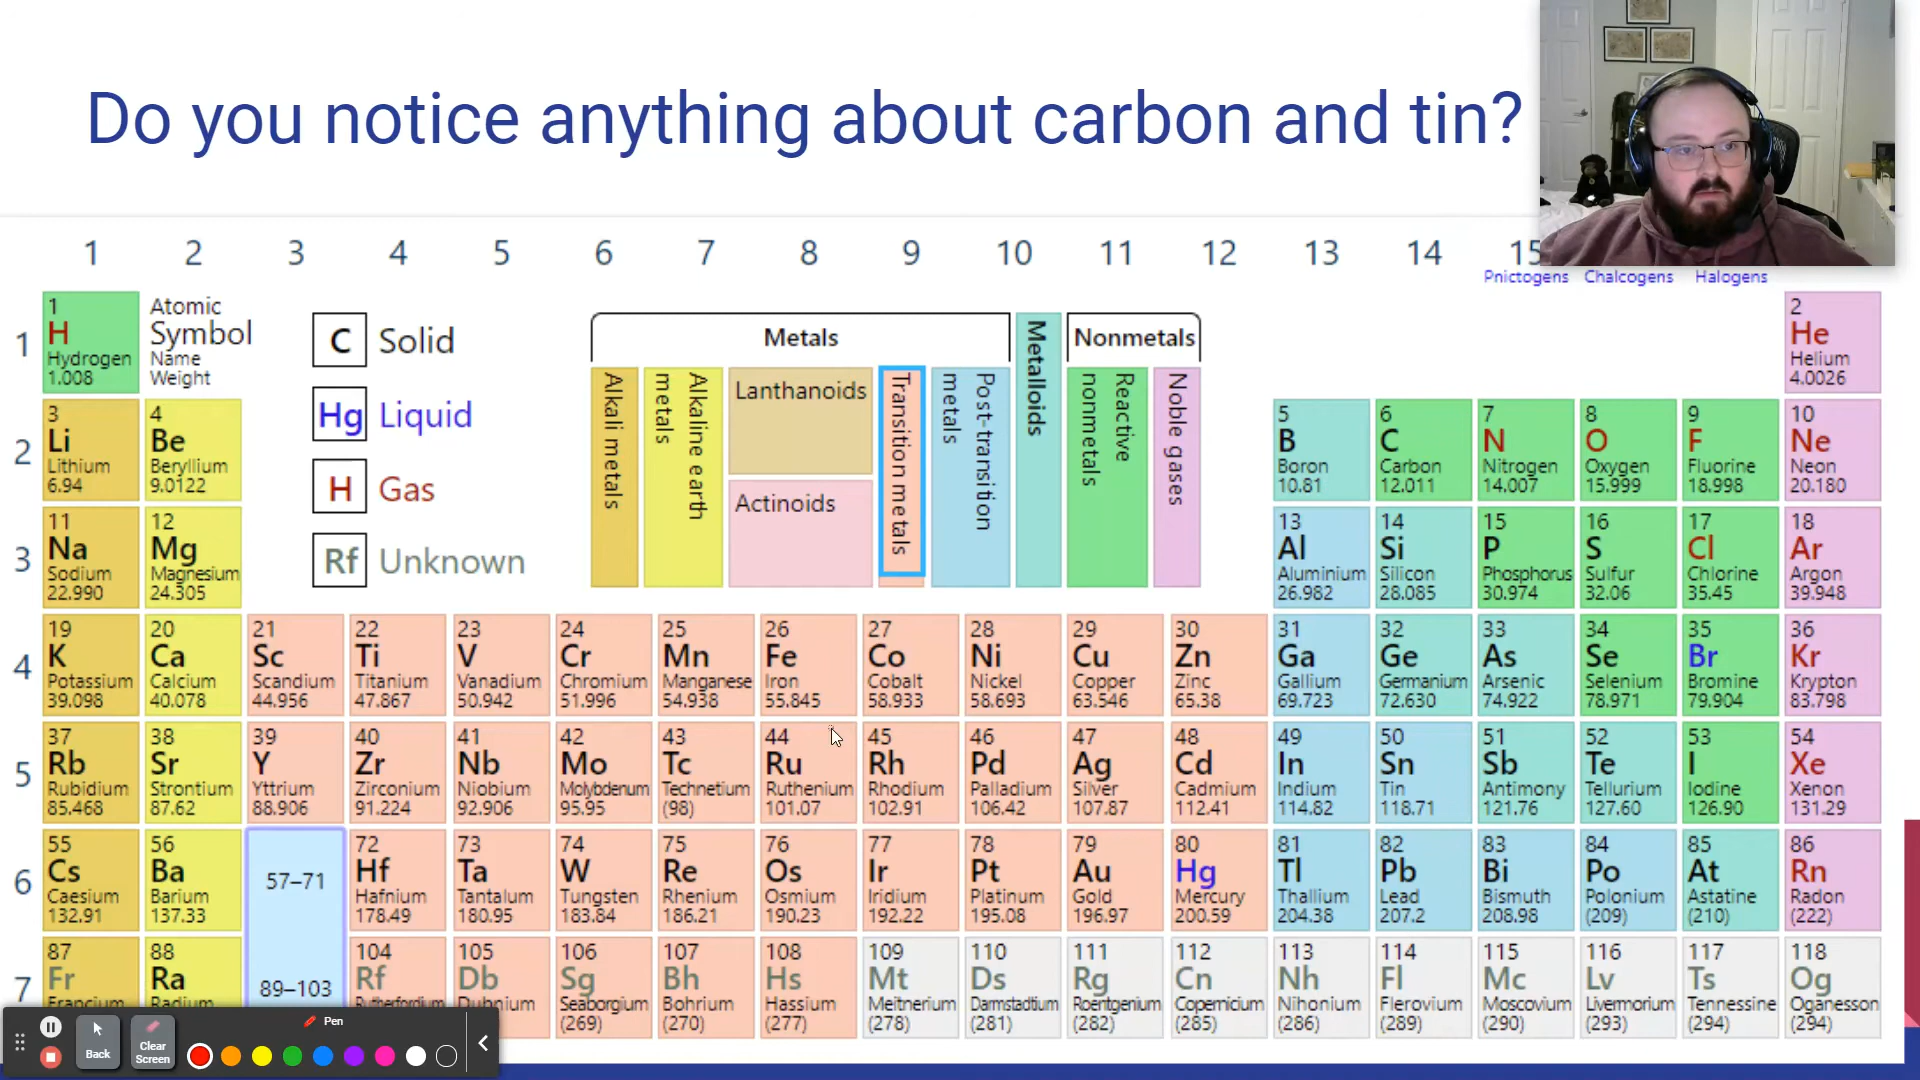 Do you notice anything about carbon and tin?
1 2 3 4 5 6 7 8 9 10 11 12 13 14 15
Pnictogens Chalcogens Halogens
1
1
H
Hydrogen
1.008
Atomic
Symbol
Name
Weight
C Solid
Hg Liquid
H Gas
Rf Unknown
Metals
Metalloids
Nonmetals
Alkali metals
Alkaline earth
metals
Lanthanoids
Actinoids
Transition metals
Post-transition
metals
Reactive
nonmetals
Noble gases
2
He
Helium
4.0026
2
3 4 5 6 7 8 9 10
Li Be B C N O F Ne
Lithium Beryllium Boron Carbon Nitrogen Oxygen Fluorine Neon
6.94 9.0122 10.81 12.011 14.007 15.999 18.998 20.180
3
11 12 13 14 15 16 17 18
Na Mg Al Si P S Cl Ar
Sodium Magnesium Aluminium Silicon Phosphorus Sulfur Chlorine Argon
22.990 24.305 26.982 28.085 30.974 32.06 35.45 39.948
4
19 20 21 22 23 24 25 26 27 28 29 30 31 32 33 34 35 36
K Ca Sc Ti V Cr Mn Fe Co Ni Cu Zn Ga Ge As Se Br Kr
Potassium Calcium Scandium Titanium Vanadium Chromium Manganese Iron Cobalt Nickel Copper Zinc Gallium Germanium Arsenic Selenium Bromine Krypton
39.098 40.078 44.956 47.867 50.942 51.996 54.938 55.845 58.933 58.693 63.546 65.38 69.723 72.630 74.922 78.971 79.904 83.798
5
37 38 39 40 41 42 43 44 45 46 47 48 49 50 51 52 53 54
Rb Sr Y Zr Nb Mo Tc Ru Rh Pd Ag Cd In Sn Sb Te I Xe
Rubidium Strontium Yttrium Zirconium Niobium Molybdenum Technetium Ruthenium Rhodium Palladium Silver Cadmium Indium Tin Antimony Tellurium Iodine Xenon
85.468 87.62 88.906 91.224 92.906 95.95 (98) 101.07 102.91 106.42 107.87 112.41 114.82 118.71 121.76 127.60 126.90 131.29
6
55 56 57–71 72 73 74 75 76 77 78 79 80 81 82 83 84 85 86
Cs Ba Hf Ta W Re Os Ir Pt Au Hg Tl Pb Bi Po At Rn
Caesium Barium Hafnium Tantalum Tungsten Rhenium Osmium Iridium Platinum Gold Mercury Thallium Lead Bismuth Polonium Astatine Radon
132.91 137.33 178.49 180.95 183.84 186.21 190.23 192.22 195.08 196.97 200.59 204.38 207.2 208.98 (209) (210) (222)
7
87 88 89–103 104 105 106 107 108 109 110 111 112 113 114 115 116 117 118
Fr Ra Rf Db Sg Bh Hs Mt Ds Rg Cn Nh Fl Mc Lv Ts Og
Francium Radium Rutherfordium Dubnium Seaborgium Bohrium Hassium Meitnerium Darmstadtium Roentgenium Copernicium Nihonium Flerovium Moscovium Livermorium Tennessine Oganesson
(269) (270) (277) (278) (281) (282) (285) (286) (289) (290) (293) (294) (294)
Pen
Back
Clear
Screen